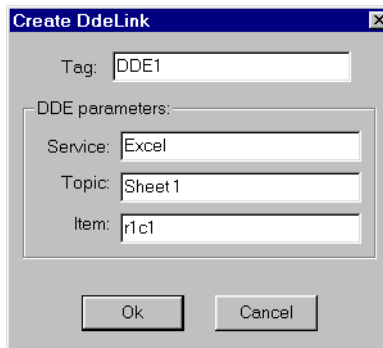 Create DdeLink
Tag: DDE1
DDE parameters:
Service: Excel
Topic: Sheet1
Item: r1c1
Ok Cancel